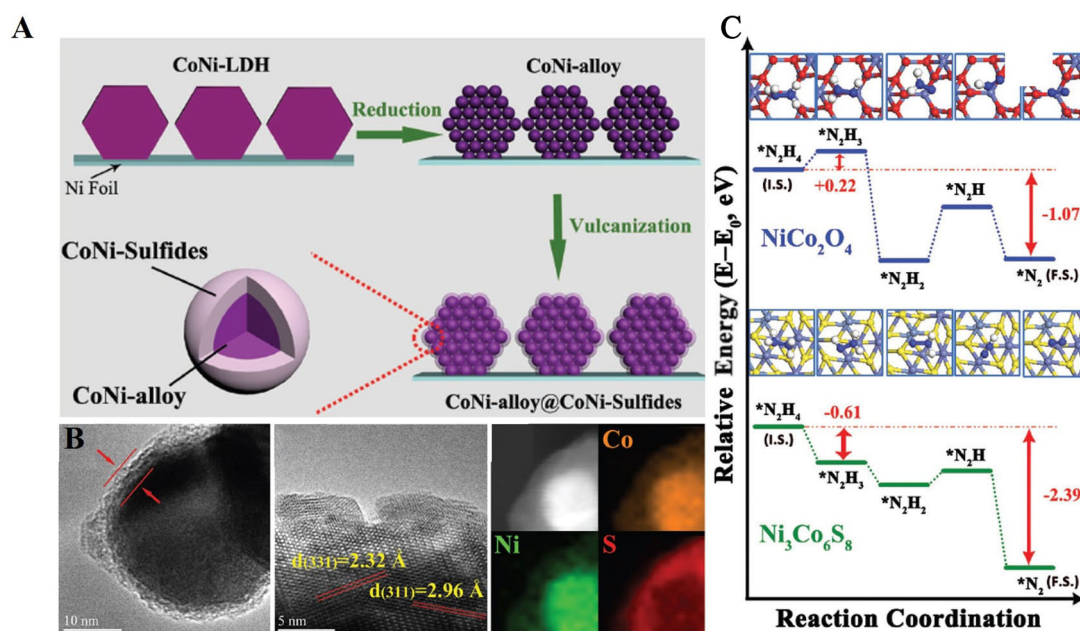 A
CoNi-LDH
CoNi-alloy
Reduction
Ni Foil
Vulcanization
CoNi-Sulfides
CoNi-alloy
CoNi-alloy@CoNi-Sulfides
B
10 nm
d(331)=2.32 Å
d(311)=2.96 Å
5 nm
Co
Ni
S
C
Relative Energy (E−E0, eV)
*N2H4
(I.S.)
*N2H3
+0.22
*N2H2
*N2H
*N2 (F.S.)
-1.07
NiCo2O4
*N2H4
(I.S.)
-0.61
*N2H3
*N2H2
*N2H
*N2 (F.S.)
-2.39
Ni3Co6S8
Reaction Coordination